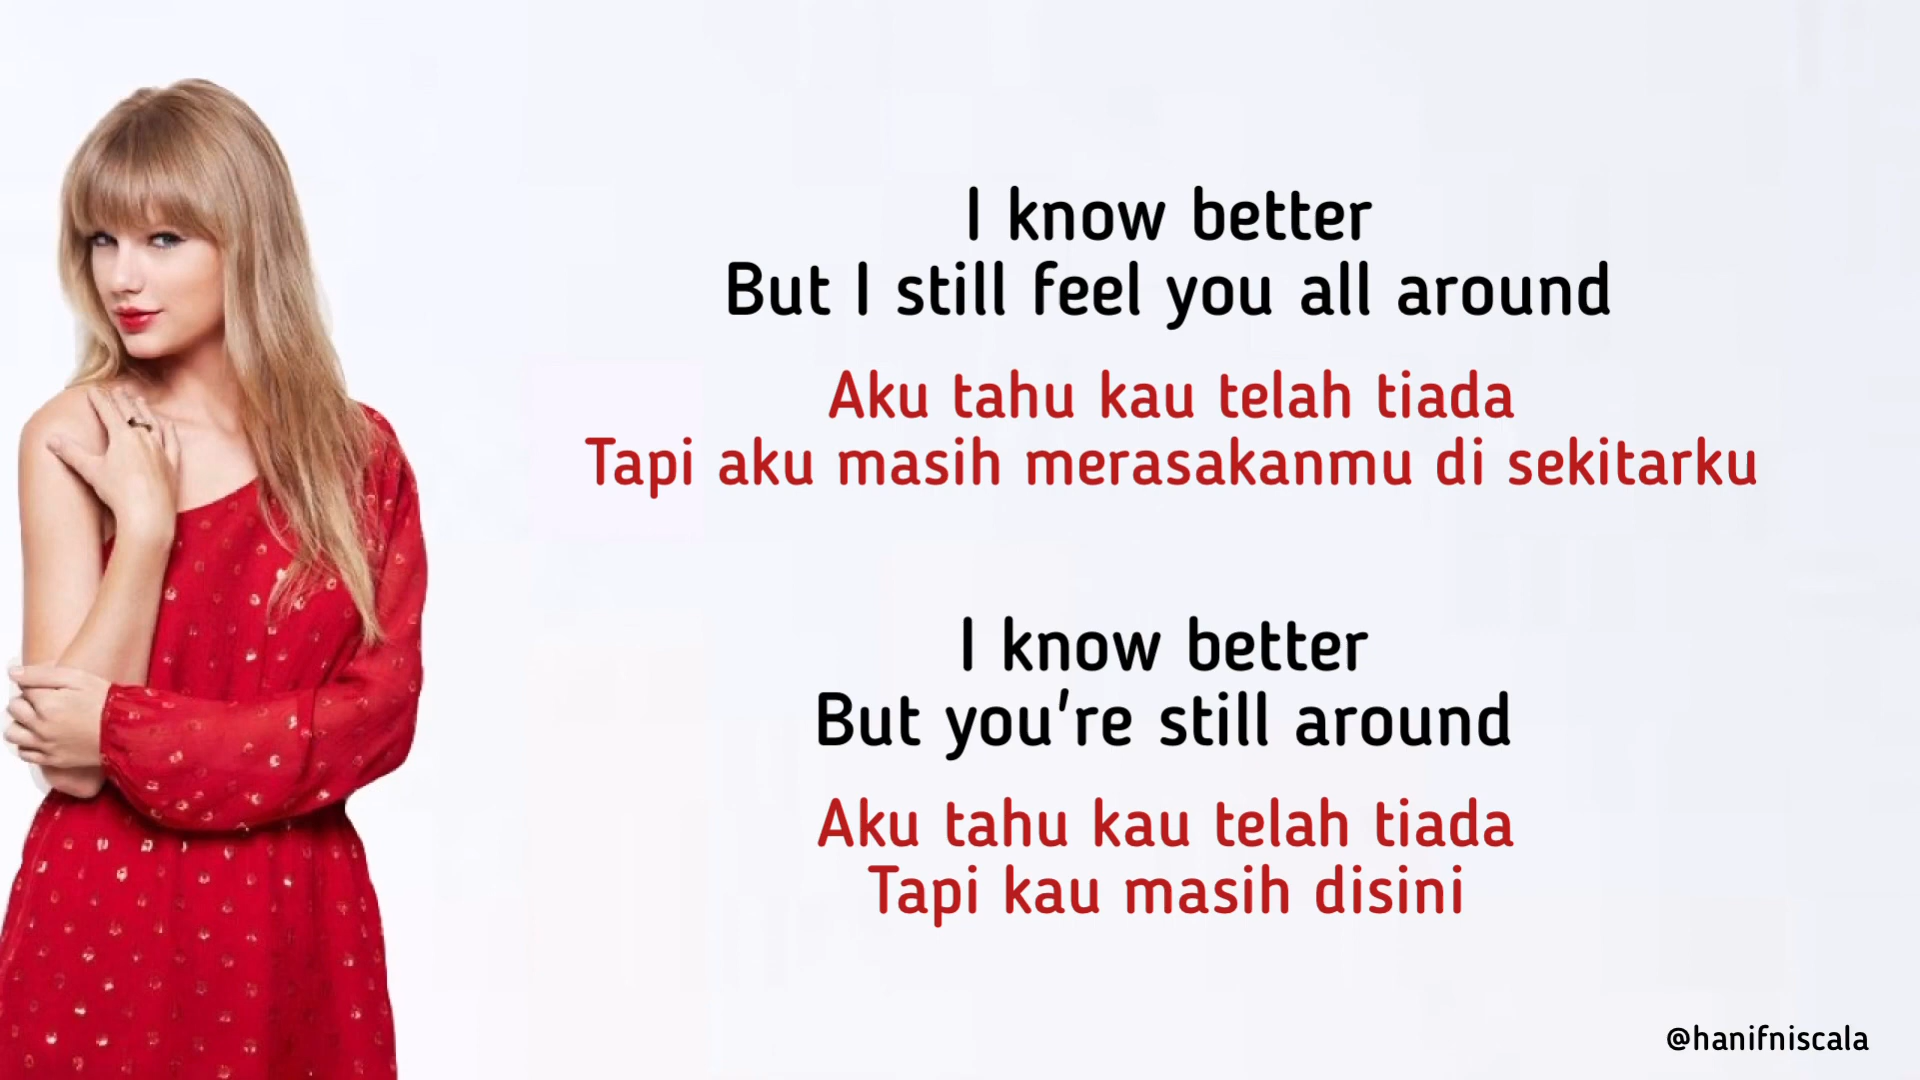 I know better
But I still feel you all around
Aku tahu kau telah tiada
Tapi aku masih merasakanmu di sekitarku
I know better
But you're still around
Aku tahu kau telah tiada
Tapi kau masih disini
@hanifniscala